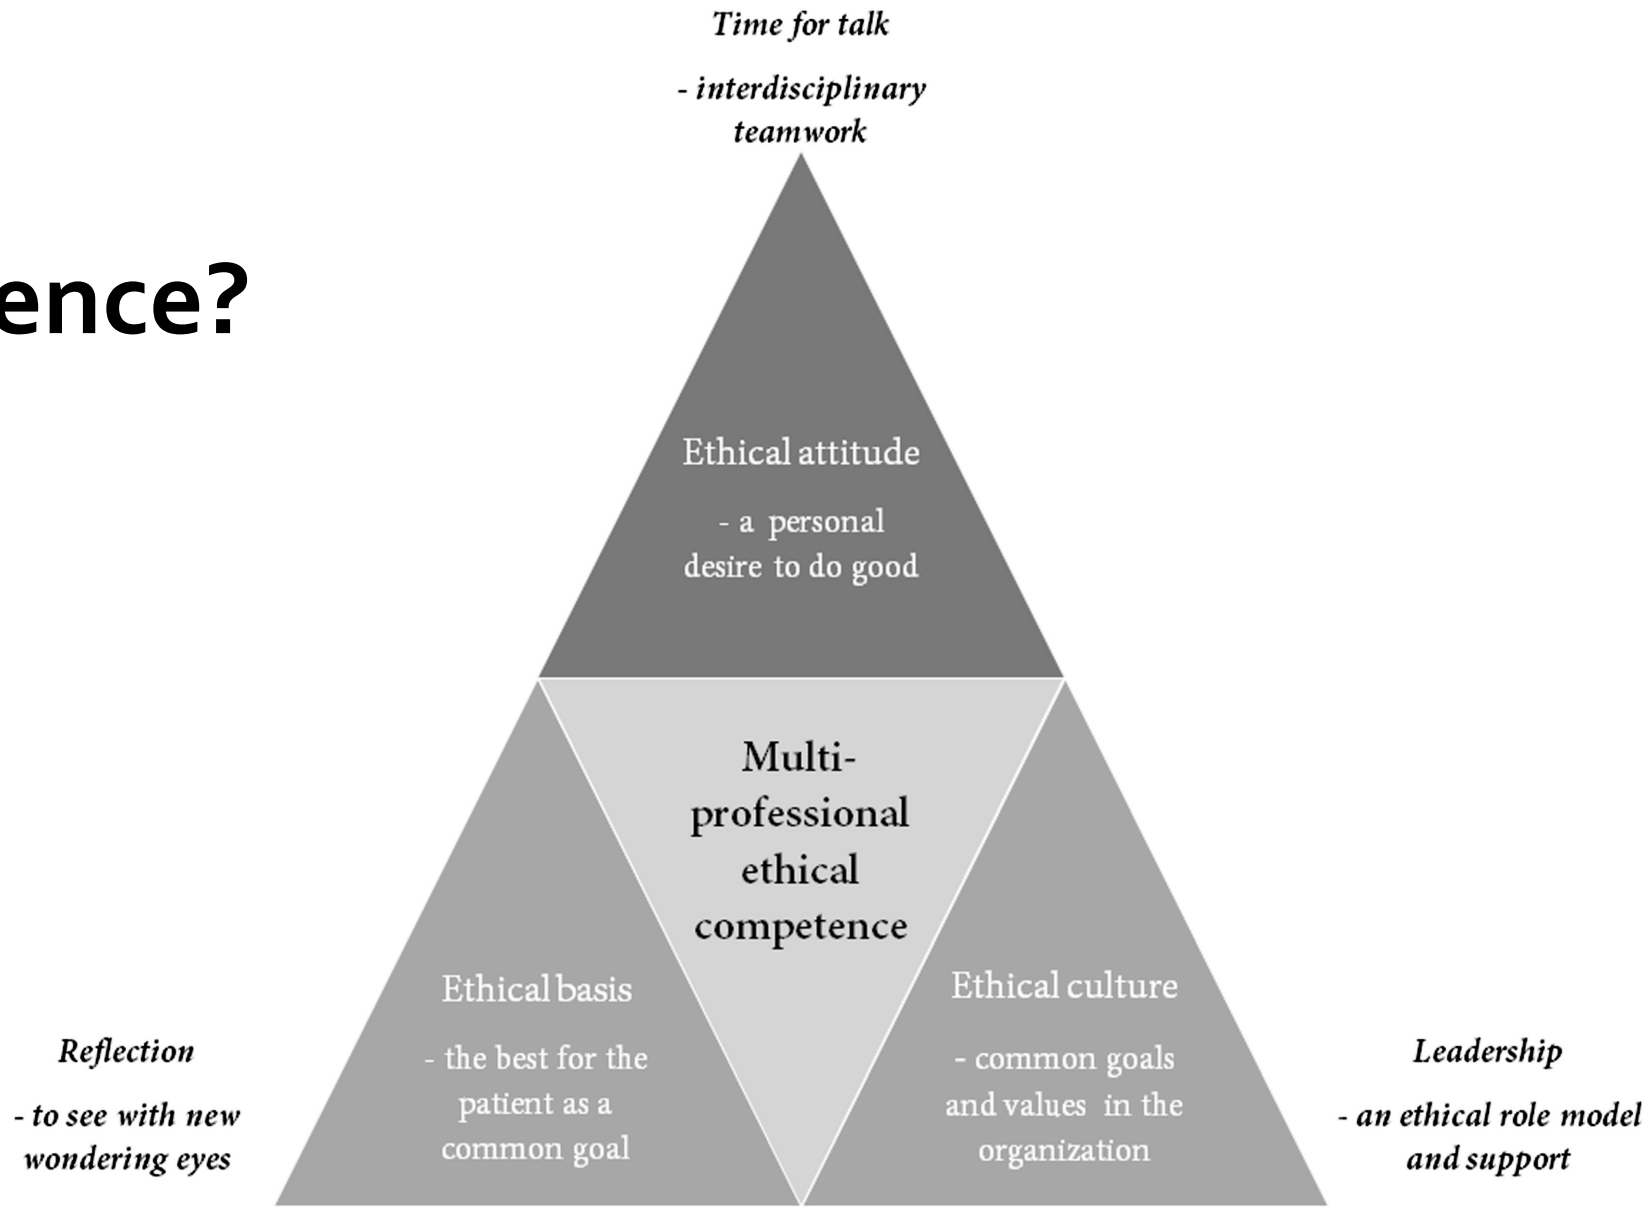 Time for talk
- interdisciplinary
teamwork
ence?
Ethical attitude
- a personal
desire to do good
Multi-
professional
ethical
competence
Ethical basis
- the best for the
patient as a
common goal
Ethical culture
- common goals
and values in the
organization
Reflection
- to see with new
wondering eyes
Leadership
- an ethical role model
and support